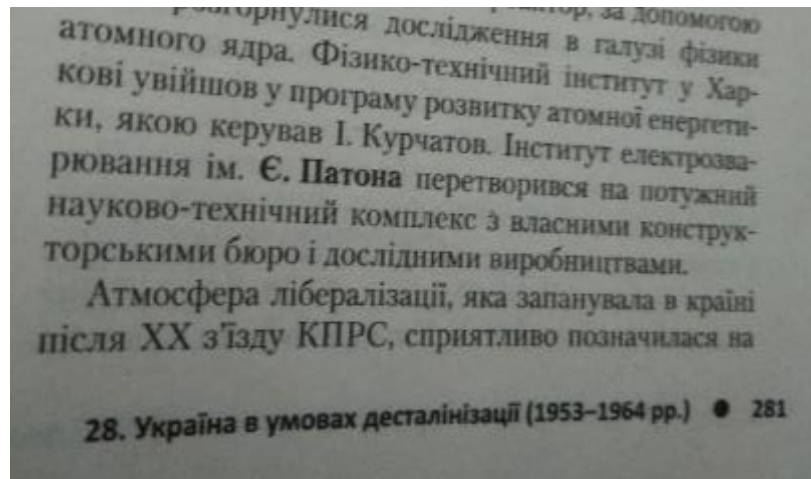 розгорнулися дослідження в галузі фізики
атомного ядра. Фізико-технічний інститут у Хар-
кові увійшов у програму розвитку атомної енергети-
ки, якою керував І. Курчатов. Інститут електрозва-
рювання ім. Є. Патона перетворився на потужний
науково-технічний комплекс з власними конструк-
торськими бюро і дослідними виробництвами.
Атмосфера лібералізації, яка запанувала в країні
після XX з'їзду КПРС, сприятливо позначилася на
28. Україна в умовах десталінізації (1953–1964 рр.) ● 281